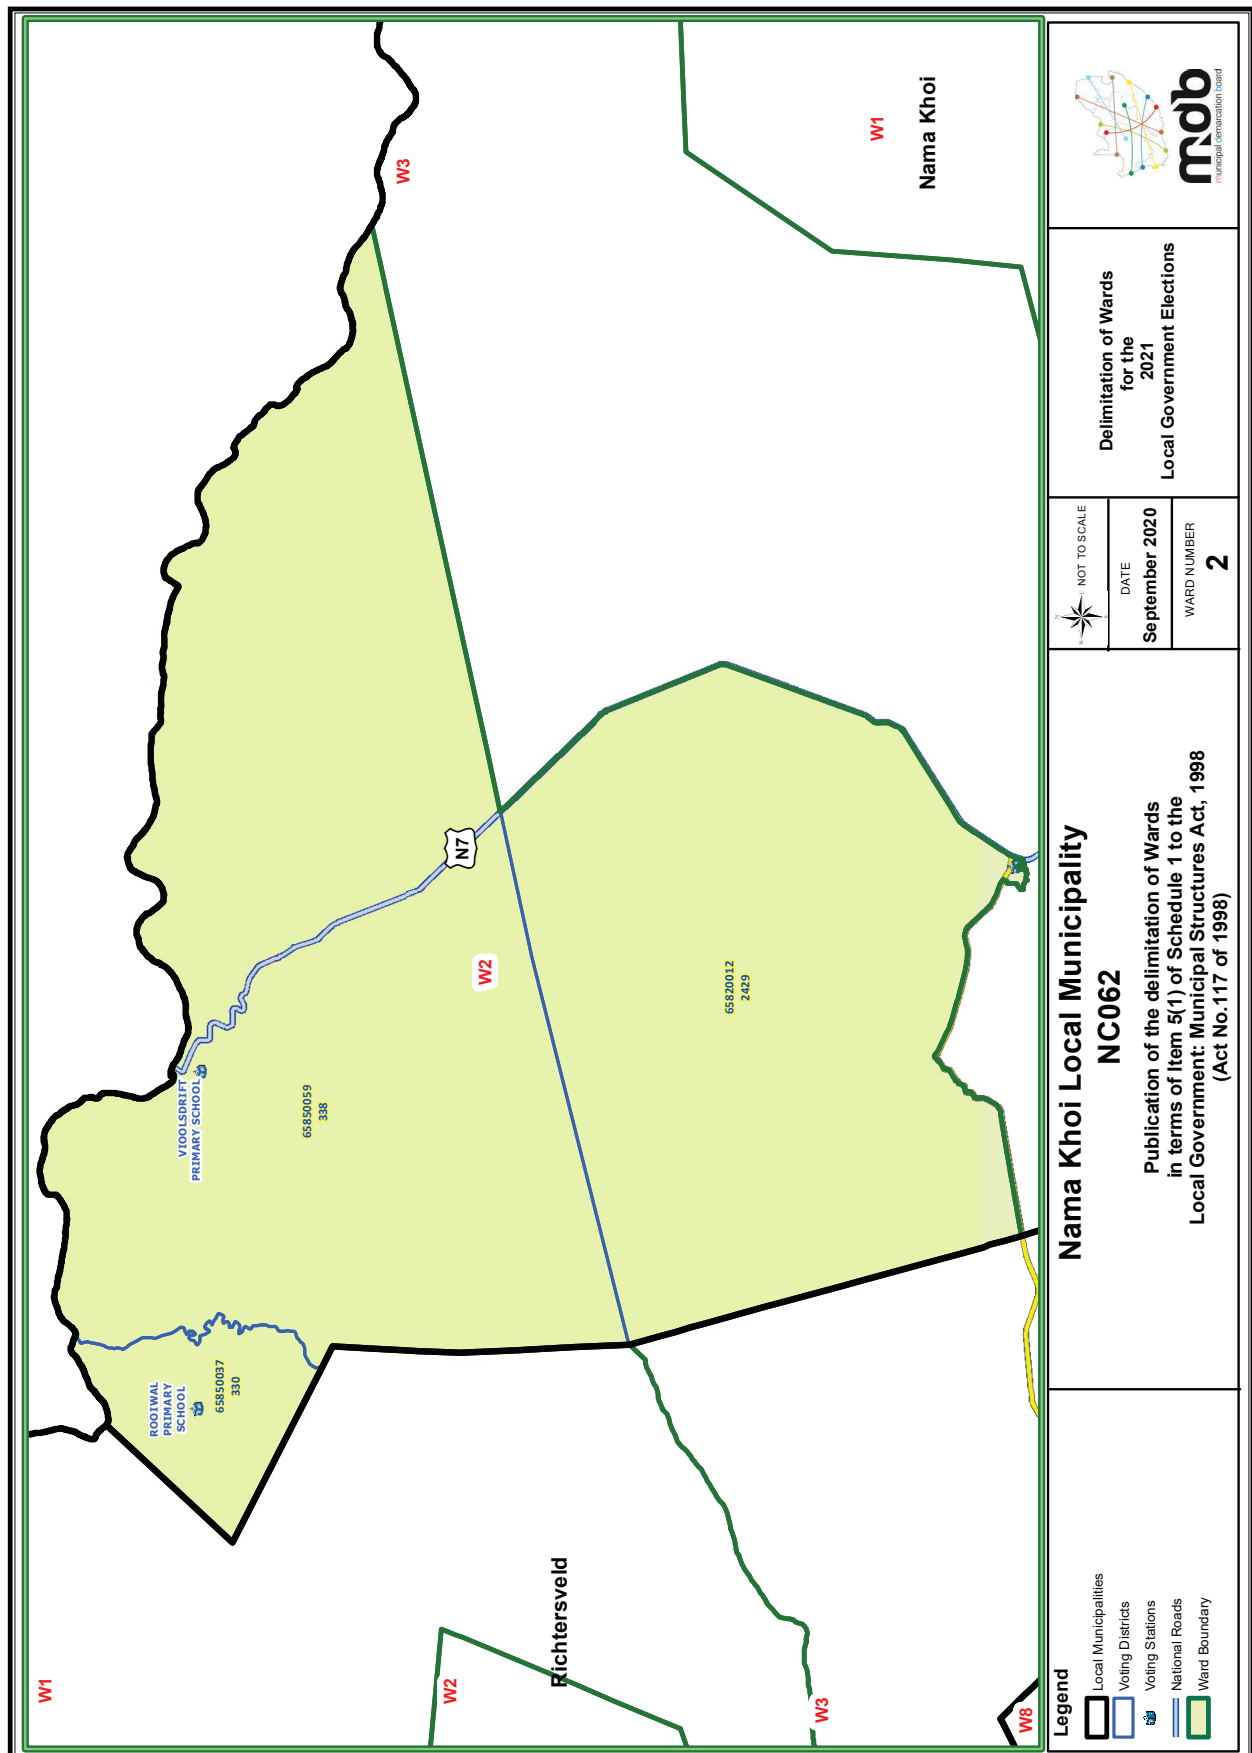 W1
W3
W1
Nama Khoi
N7
W2
VIOOLSDRIFT
PRIMARY SCHOOL
65850059
338
65820012
2429
ROOIWAL
PRIMARY
SCHOOL
65850037
330
Richtersveld
W2
W3
W8
Legend
Local Municipalities
Voting Districts
Voting Stations
National Roads
Ward Boundary
Nama Khoi Local Municipality
NC062
Publication of the delimitation of Wards
in terms of Item 5(1) of Schedule 1 to the
Local Government: Municipal Structures Act, 1998
(Act No.117 of 1998)
N
W
E
S
NOT TO SCALE
DATE
September 2020
WARD NUMBER
2
Delimitation of Wards
for the
2021
Local Government Elections
mdb
municipal demarcation board